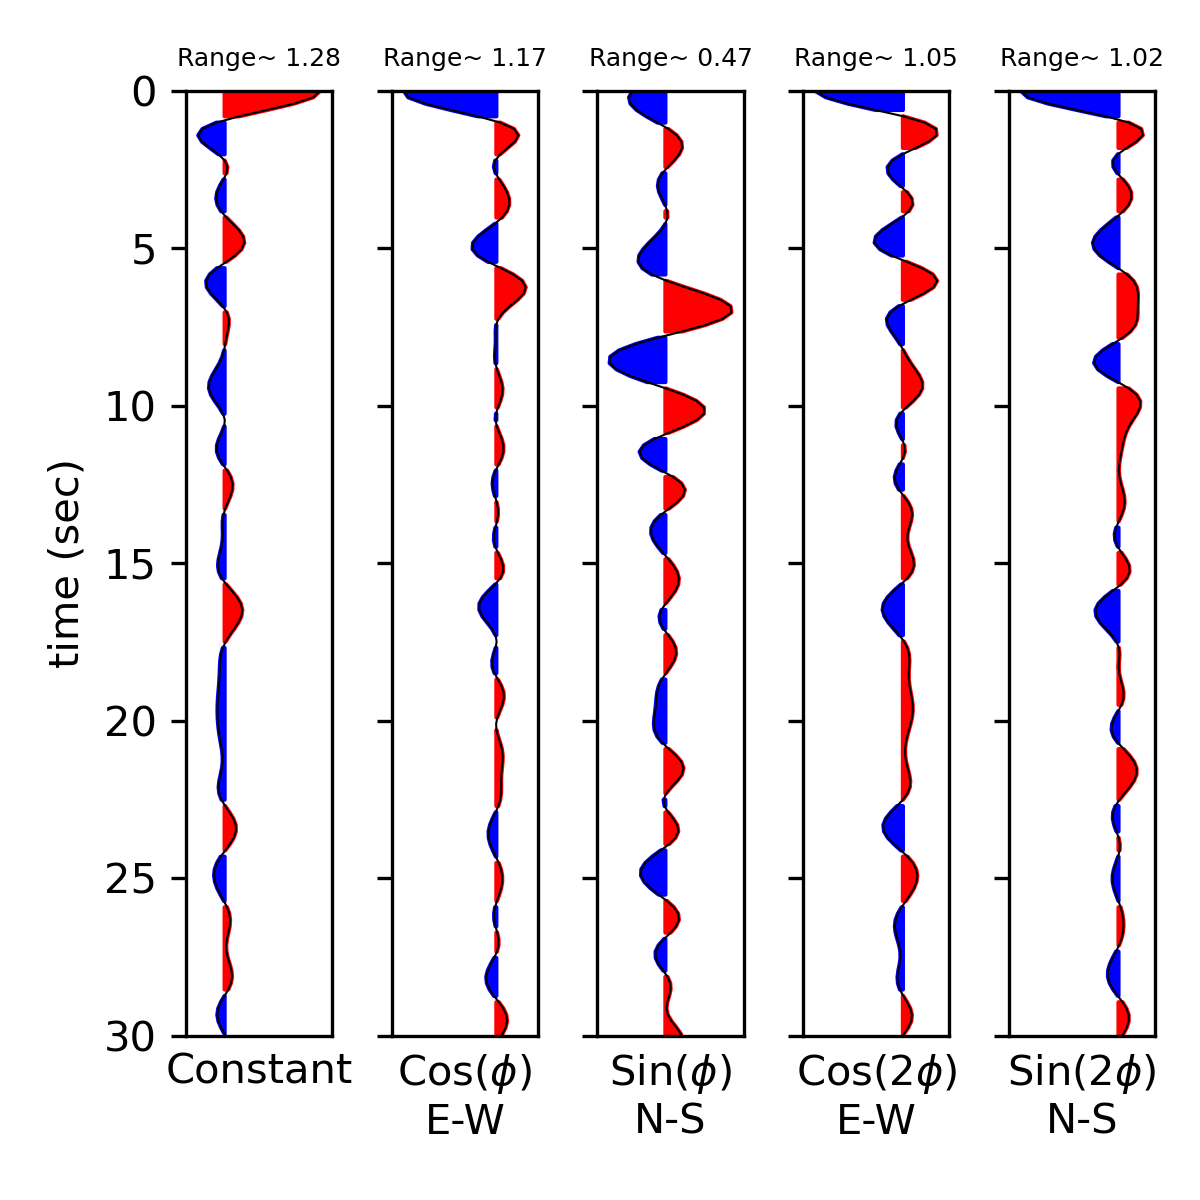 Range~ 1.28 Range~ 1.17 Range~ 0.47 Range~ 1.05 Range~ 1.02
0
5
10
15
20
25
30
time (sec)
Constant Cos(ϕ) Sin(ϕ) Cos(2ϕ) Sin(2ϕ)
E-W N-S E-W N-S